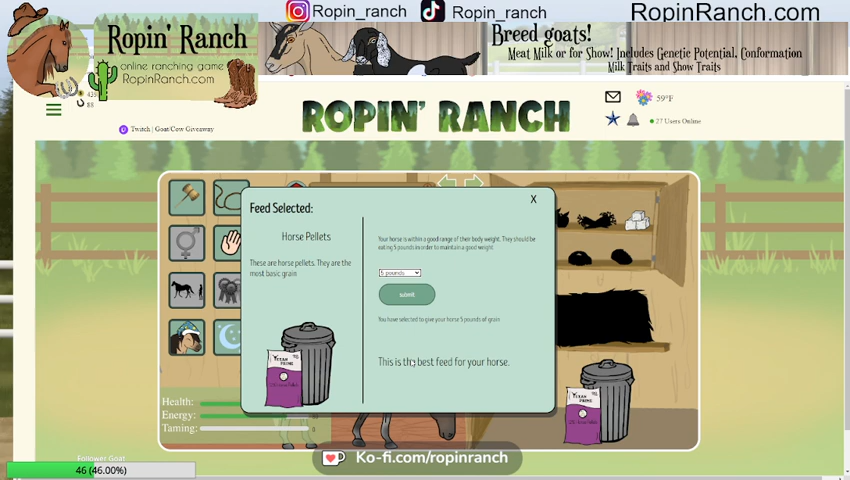 Ropin_ranch
Ropin_ranch
RopinRanch.com
Ropin' Ranch
online ranching game
RopinRanch.com
Breed goats!
Meat Milk or for Show! Includes Genetic Potential, Conformation
Milk Traits and Show Traits
88
Twitch | Goat/Cow Giveaway
ROPIN' RANCH
59°F
27 Users Online
Feed Selected:
X
Horse Pellets
These are horse pellets. They are the
most basic grain
Your horse is within a good range of their body weight. They should be
eating 5 pounds in order to maintain a good weight
5 pounds
submit
You have selected to give your horse 5 pounds of grain
This is the best feed for your horse.
Health:
Energy:
Taming:
Follower Goat
46 (46.00%)
Ko-fi.com/ropinranch